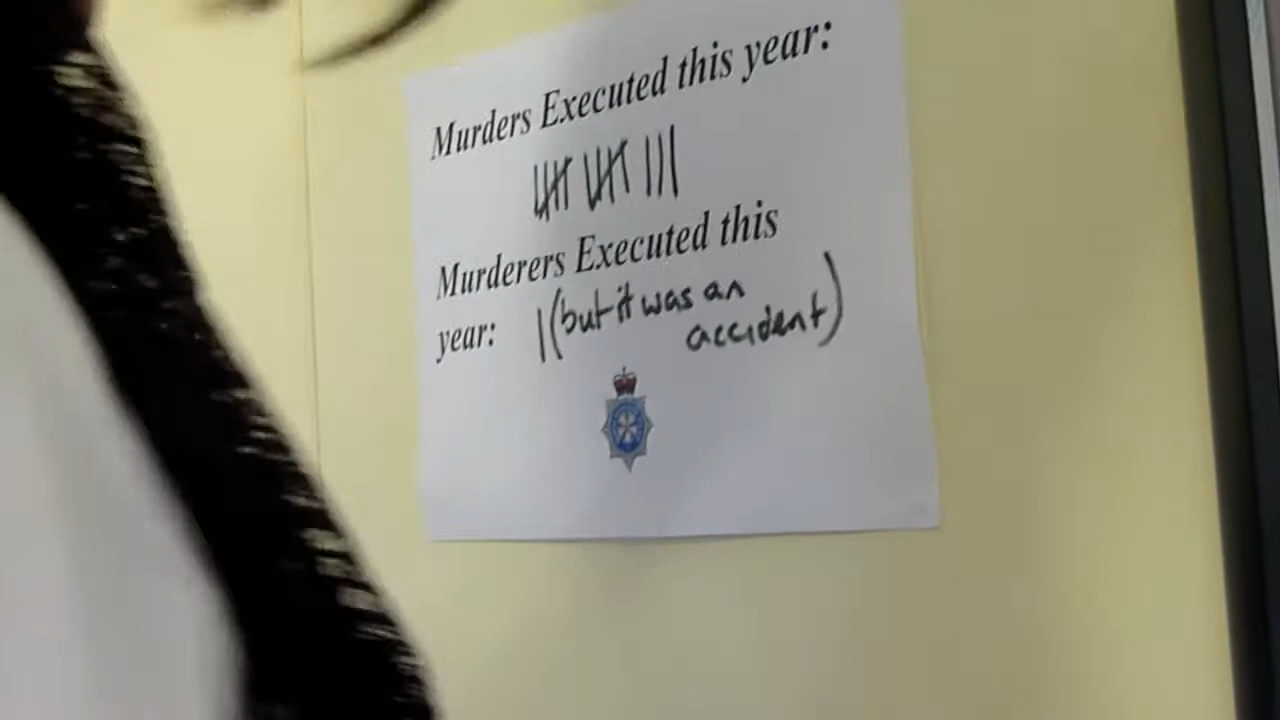 Murders Executed this year:
𝍸 𝍸 |||
Murderers Executed this
year: | (but it was an
accident)